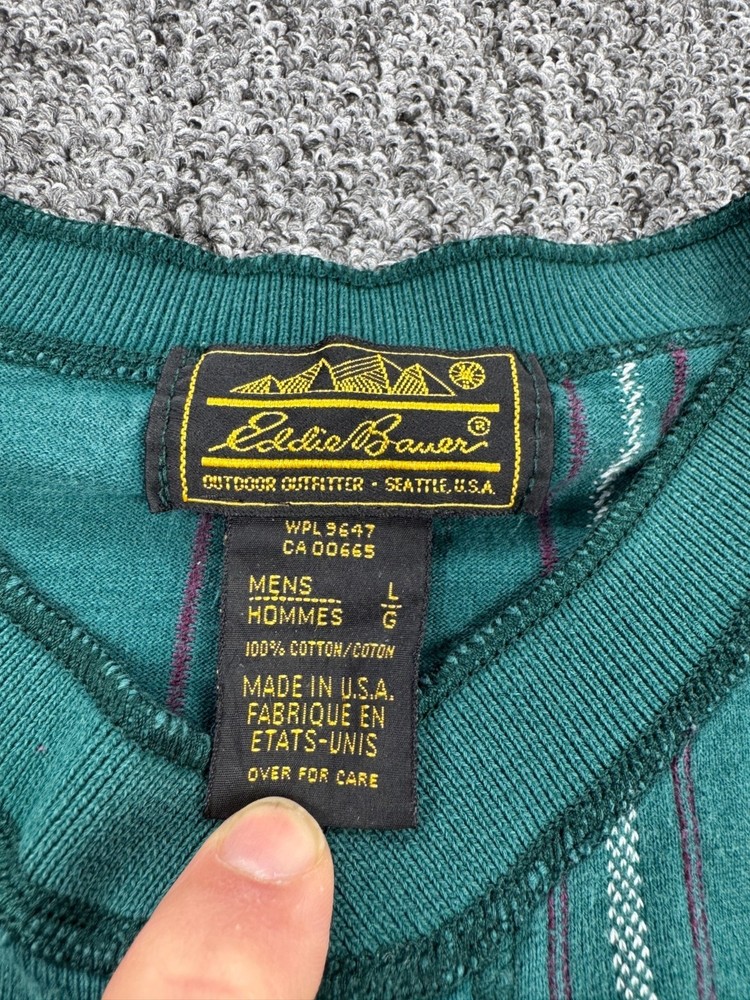 Eddie Bauer®
OUTDOOR OUTFITTER · SEATTLE, U.S.A.
WPL 9647
CA 00665
MENS L
HOMMES G
100% COTTON/COTON
MADE IN U.S.A.
FABRIQUE EN
ETATS-UNIS
OVER FOR CARE